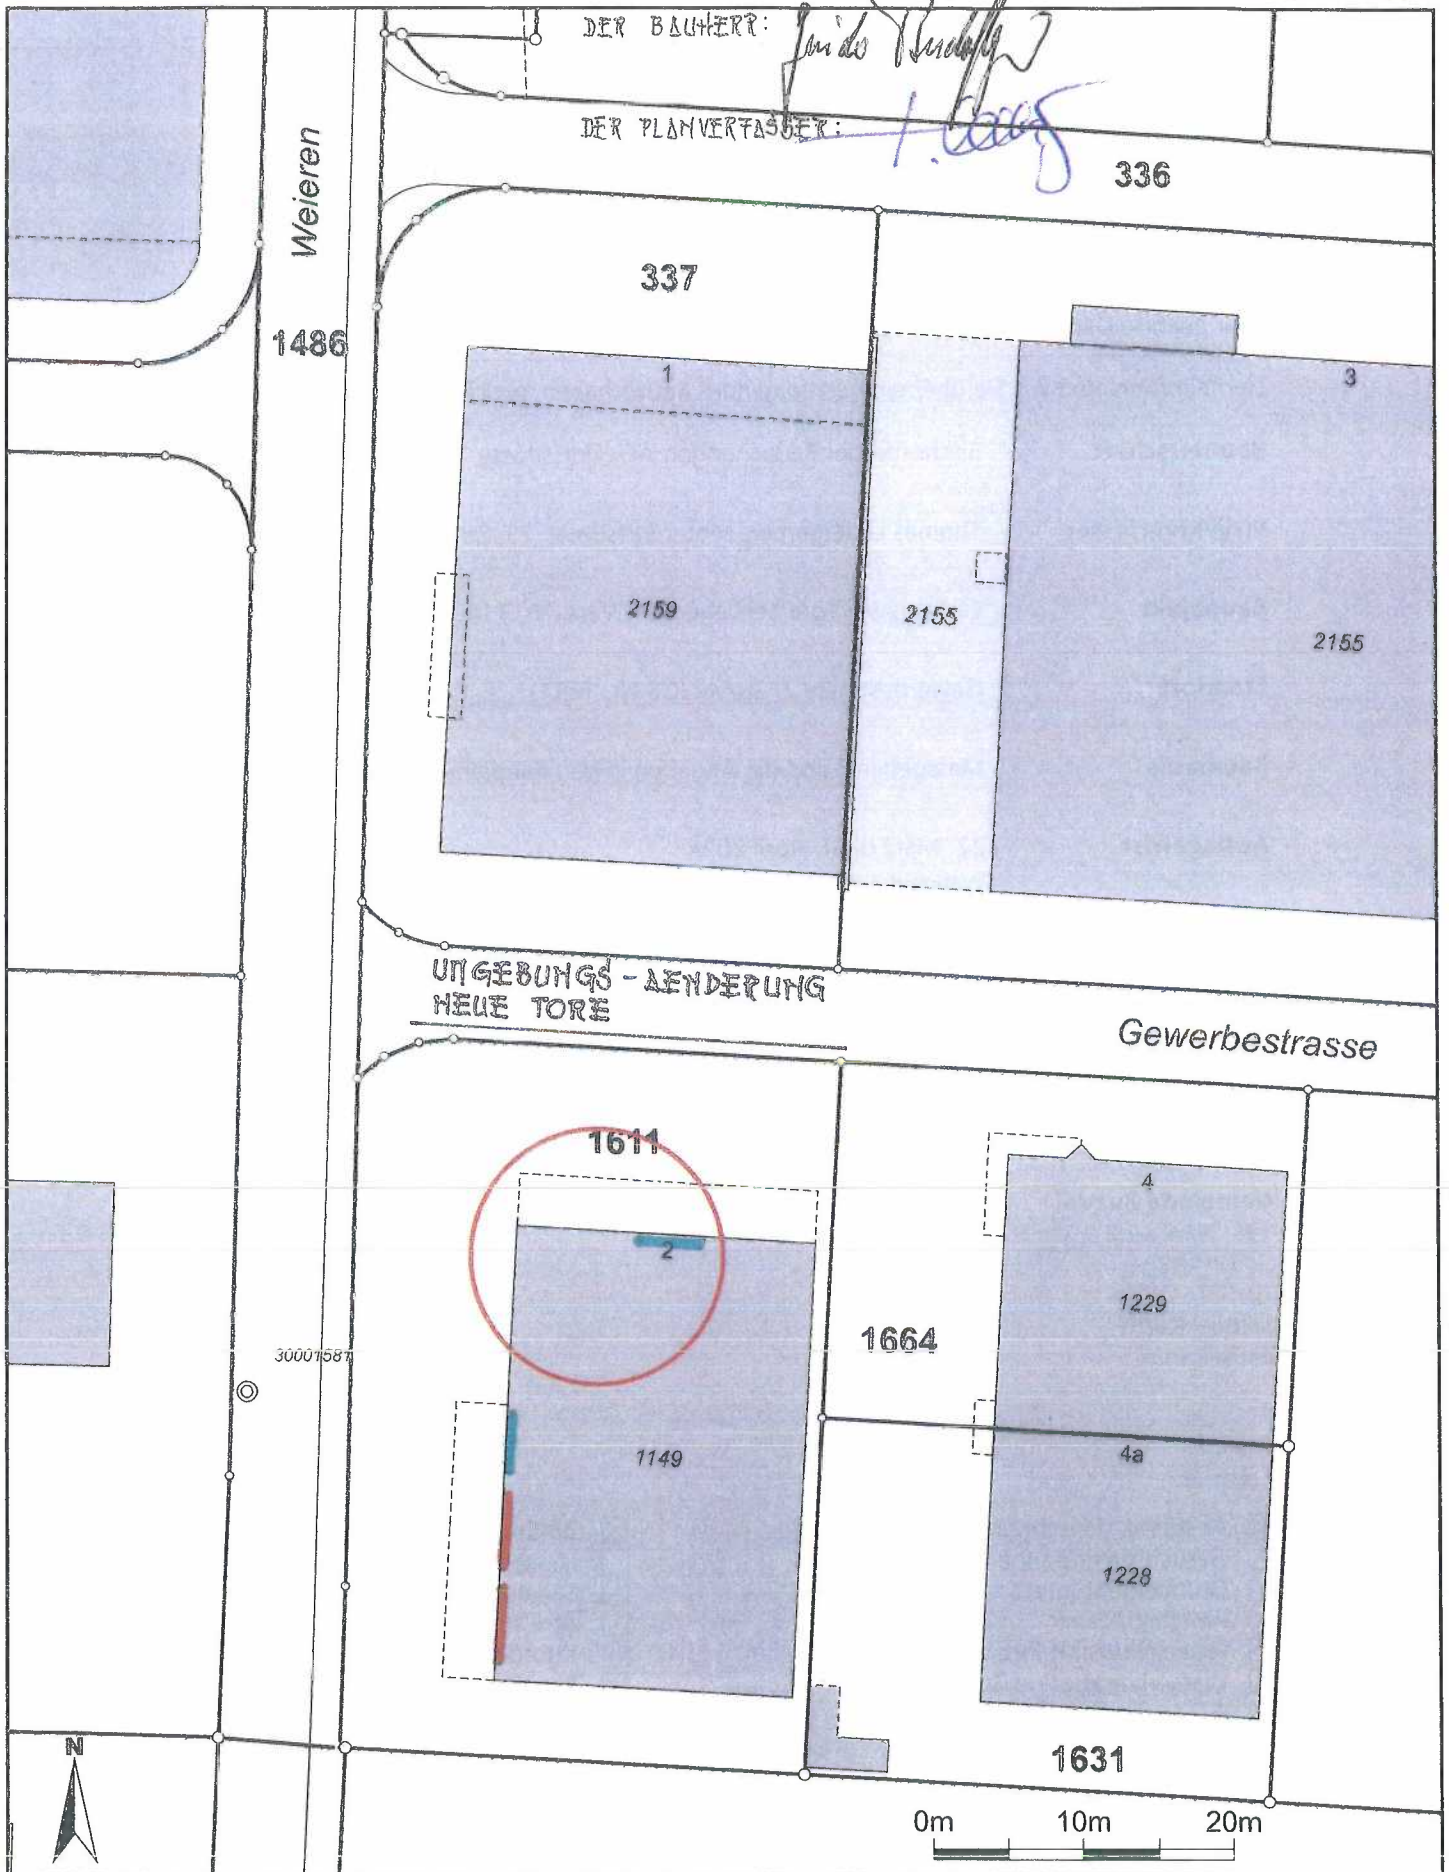 DER BAUHERR:
DER PLANVERFASSER:
336
Weieren
337
1486
1
3
2159
2155
2155
UMGEBUNGS-AENDERUNG
NEUE TORE
Gewerbestrasse
1611
4
2
1229
1664
30001581
1149
4a
1228
1631
N
0m 10m 20m